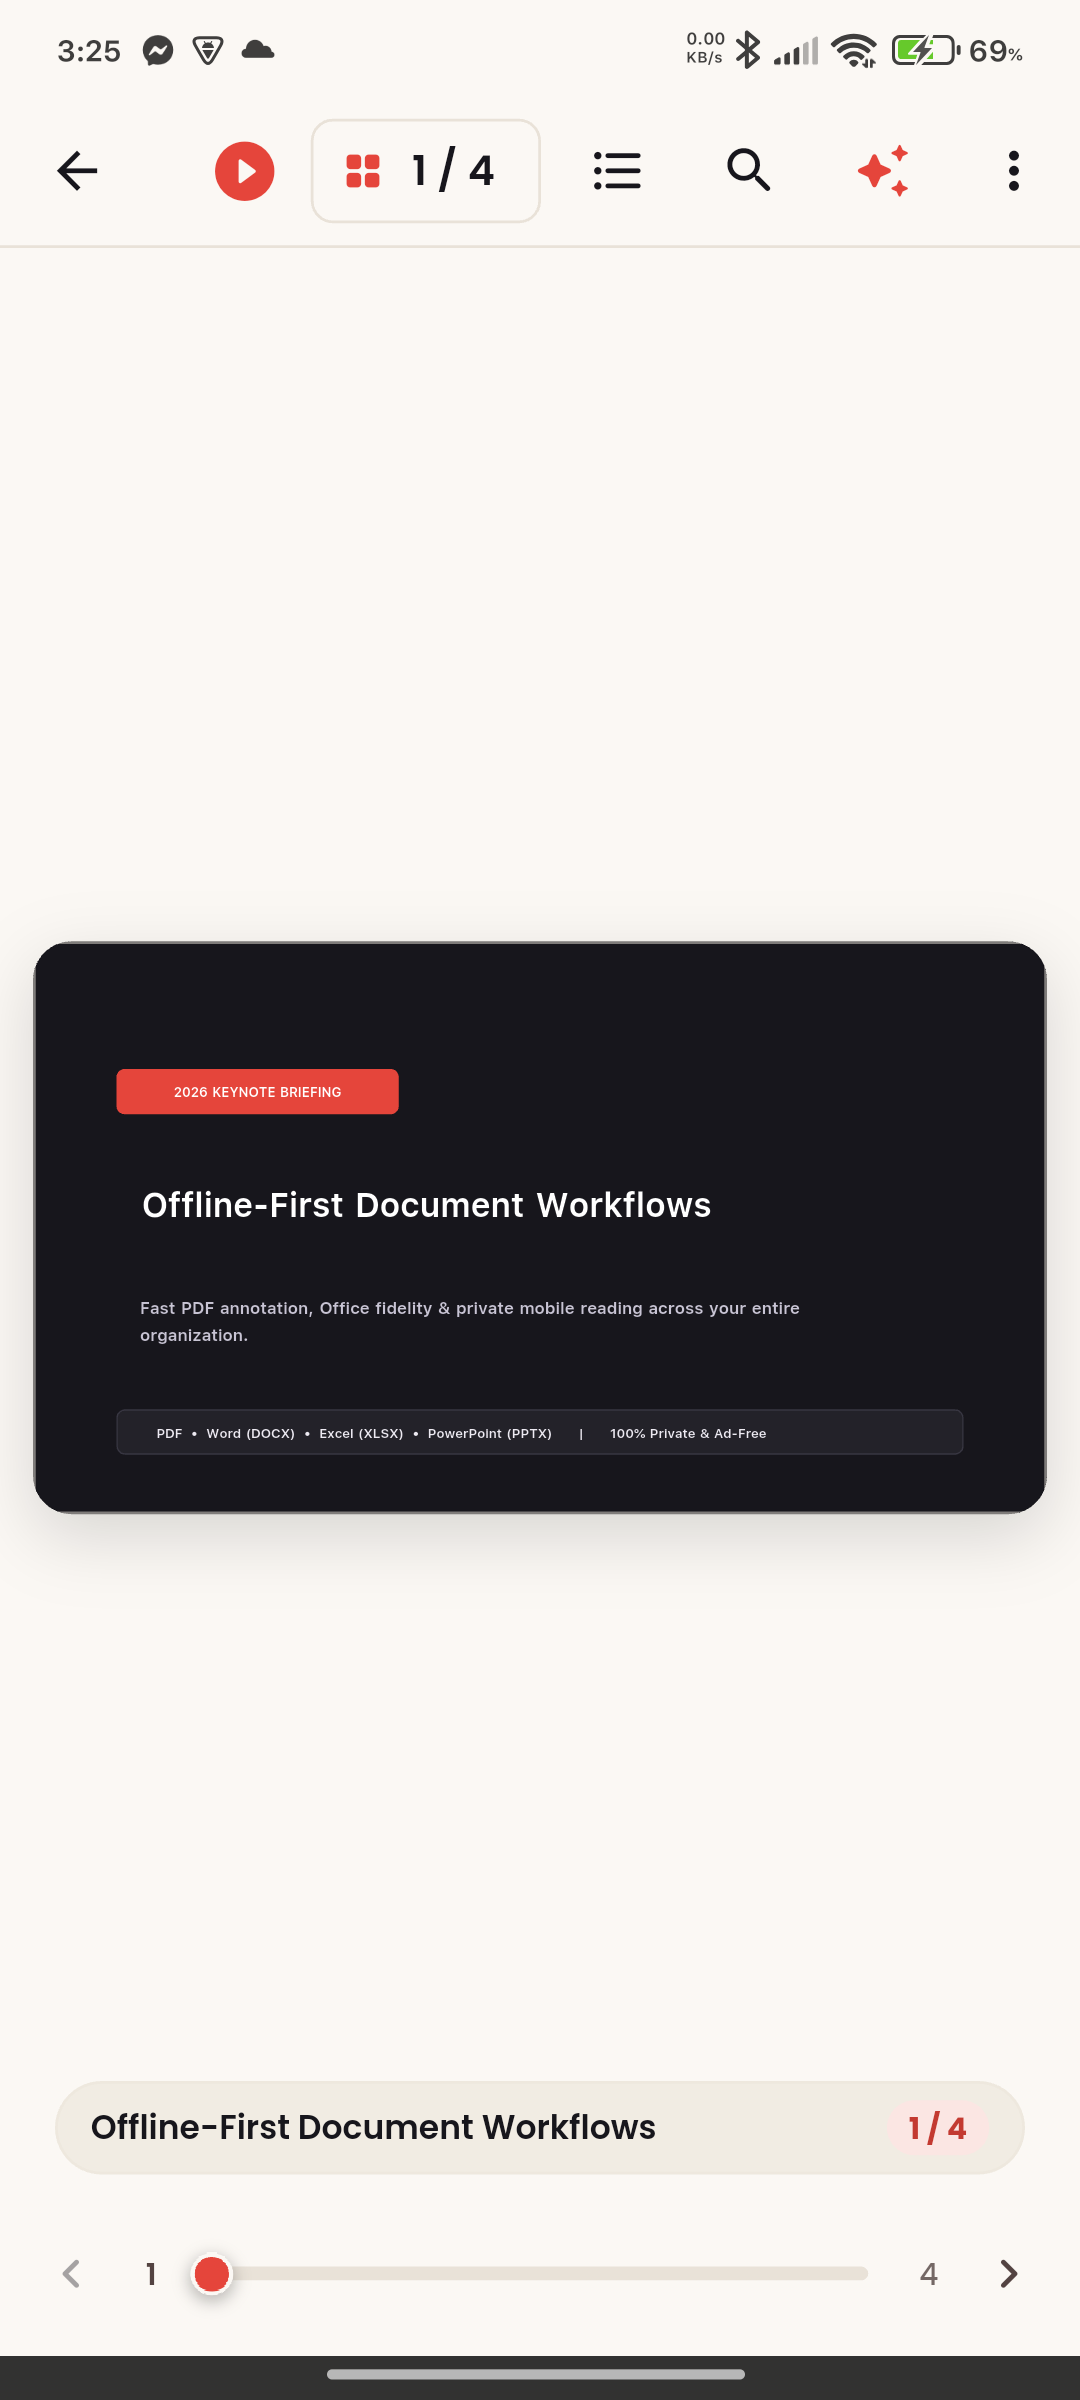 3:25
0.00
KB/s
69%
1 / 4
2026 KEYNOTE BRIEFING
Offline-First Document Workflows
Fast PDF annotation, Office fidelity & private mobile reading across your entire
organization.
PDF • Word (DOCX) • Excel (XLSX) • PowerPoint (PPTX) | 100% Private & Ad-Free
Offline-First Document Workflows
1 / 4
1
4